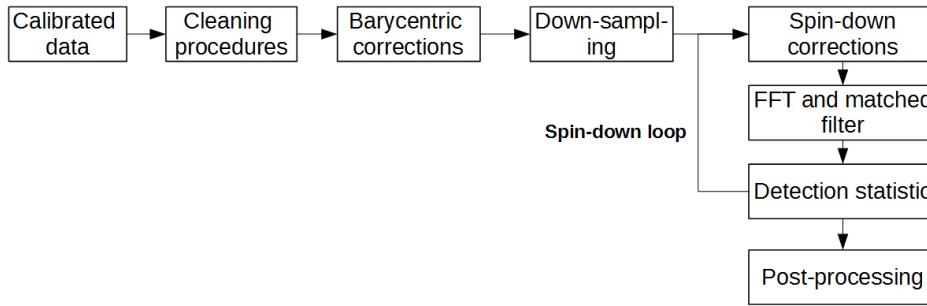 Calibrated
data
Cleaning
procedures
Barycentric
corrections
Down-sampl-
ing
Spin-down
corrections
FFT and matched
filter
Spin-down loop
Detection statistic
Post-processing